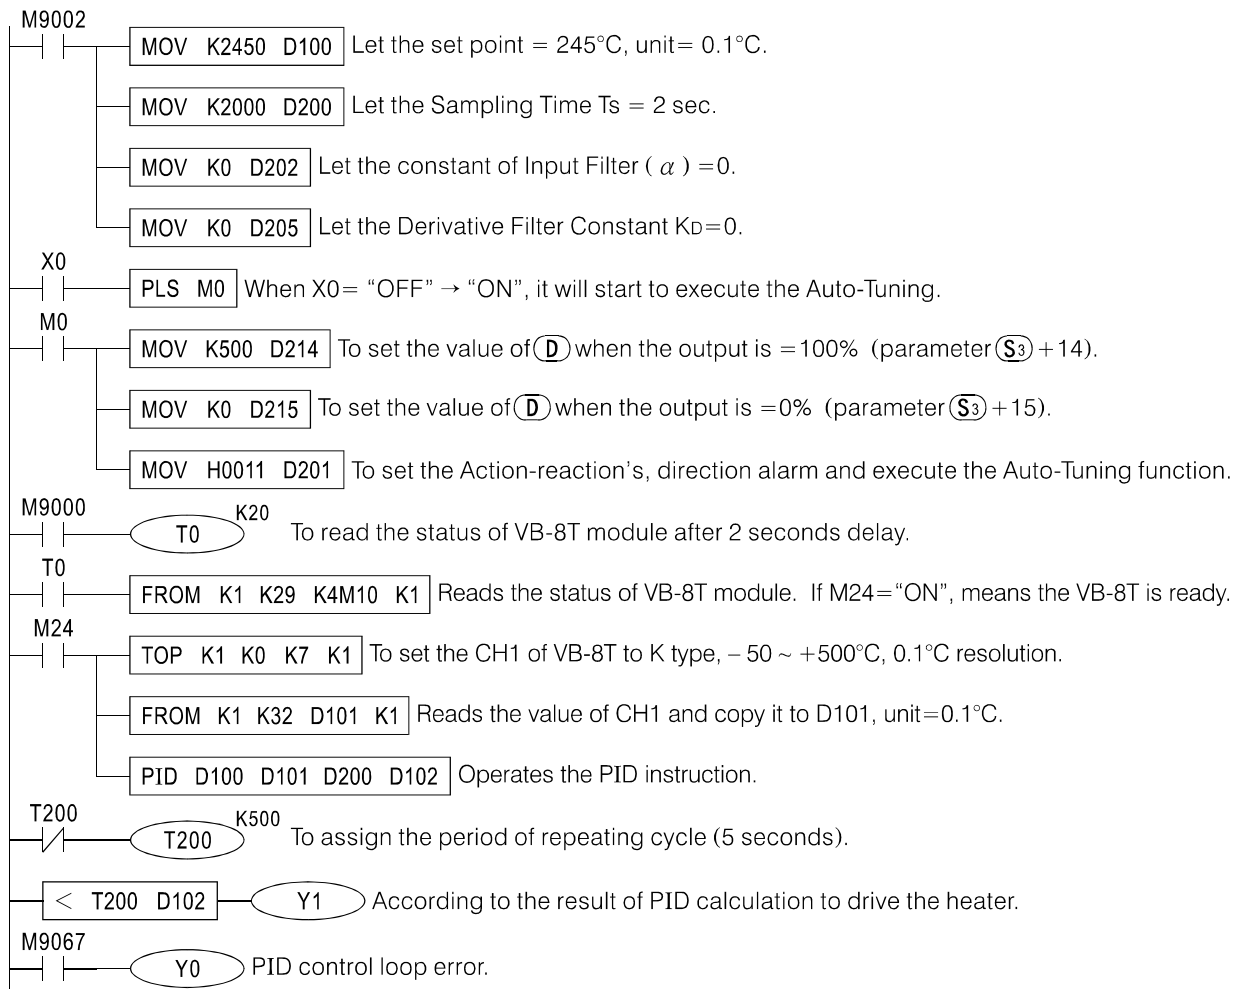 M9002
MOV K2450 D100 Let the set point = 245°C, unit= 0.1°C.
MOV K2000 D200 Let the Sampling Time Ts = 2 sec.
MOV K0 D202 Let the constant of Input Filter ( α ) =0.
MOV K0 D205 Let the Derivative Filter Constant KD=0.
X0
PLS M0 When X0= “OFF” → “ON”, it will start to execute the Auto-Tuning.
M0
MOV K500 D214 To set the value of D when the output is =100% (parameter S3 +14).
MOV K0 D215 To set the value of D when the output is =0% (parameter S3 +15).
MOV H0011 D201 To set the Action-reaction's, direction alarm and execute the Auto-Tuning function.
M9000
T0 K20 To read the status of VB-8T module after 2 seconds delay.
T0
FROM K1 K29 K4M10 K1 Reads the status of VB-8T module. If M24=“ON”, means the VB-8T is ready.
M24
TOP K1 K0 K7 K1 To set the CH1 of VB-8T to K type, – 50 ~ +500°C, 0.1°C resolution.
FROM K1 K32 D101 K1 Reads the value of CH1 and copy it to D101, unit=0.1°C.
PID D100 D101 D200 D102 Operates the PID instruction.
T200
T200 K500 To assign the period of repeating cycle (5 seconds).
< T200 D102 Y1 According to the result of PID calculation to drive the heater.
M9067
Y0 PID control loop error.